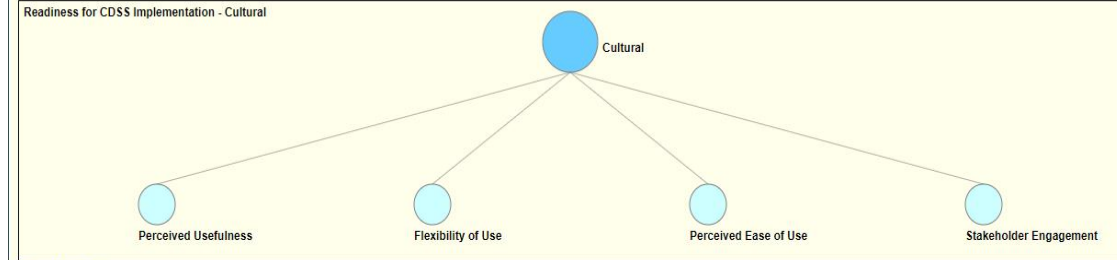 Readiness for CDSS Implementation - Cultural
Cultural
Perceived Usefulness
Flexibility of Use
Perceived Ease of Use
Stakeholder Engagement